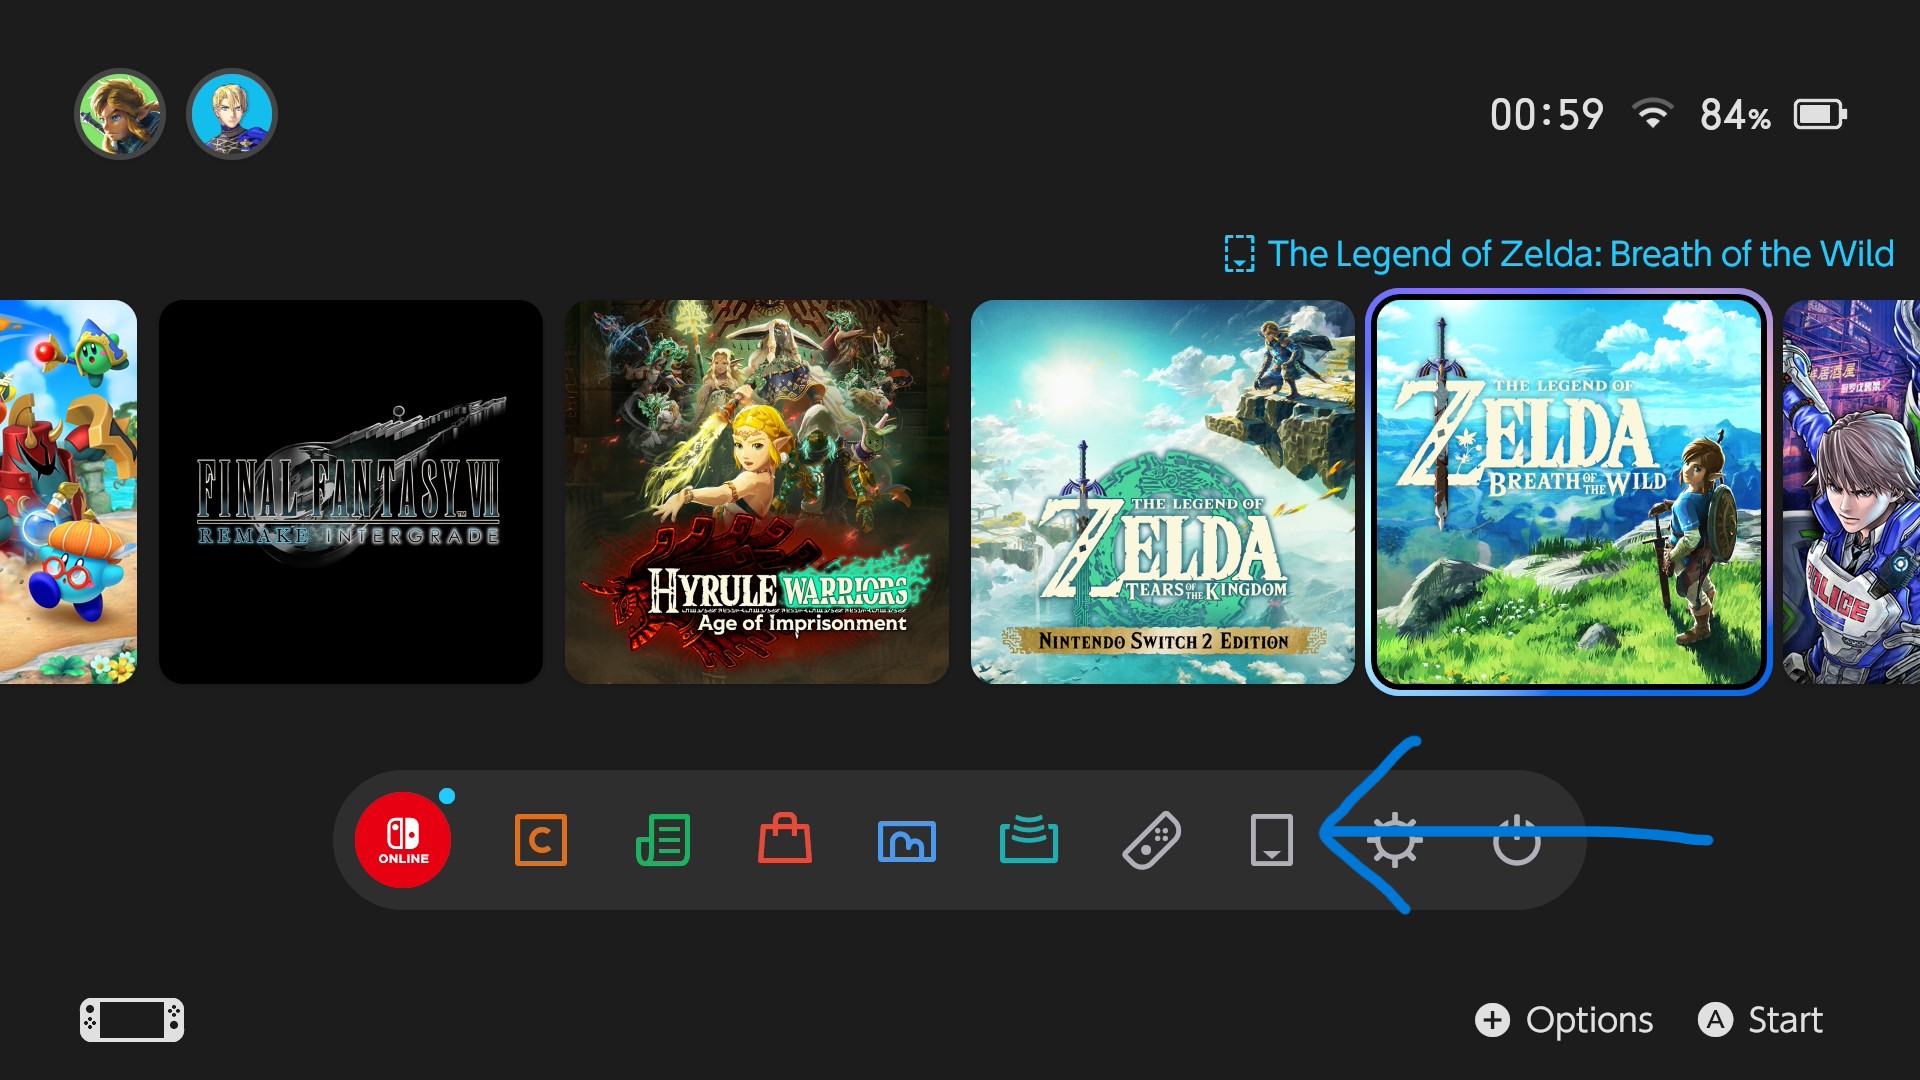 00:59 84%
The Legend of Zelda: Breath of the Wild
FINAL FANTASY VII
REMAKE INTERGRADE
HYRULE WARRIORS
Age of Imprisonment
THE LEGEND OF
ZELDA
TEARS OF THE KINGDOM
NINTENDO SWITCH 2 EDITION
THE LEGEND OF
ZELDA
BREATH OF THE WILD
POLICE
ONLINE
C
+ Options A Start